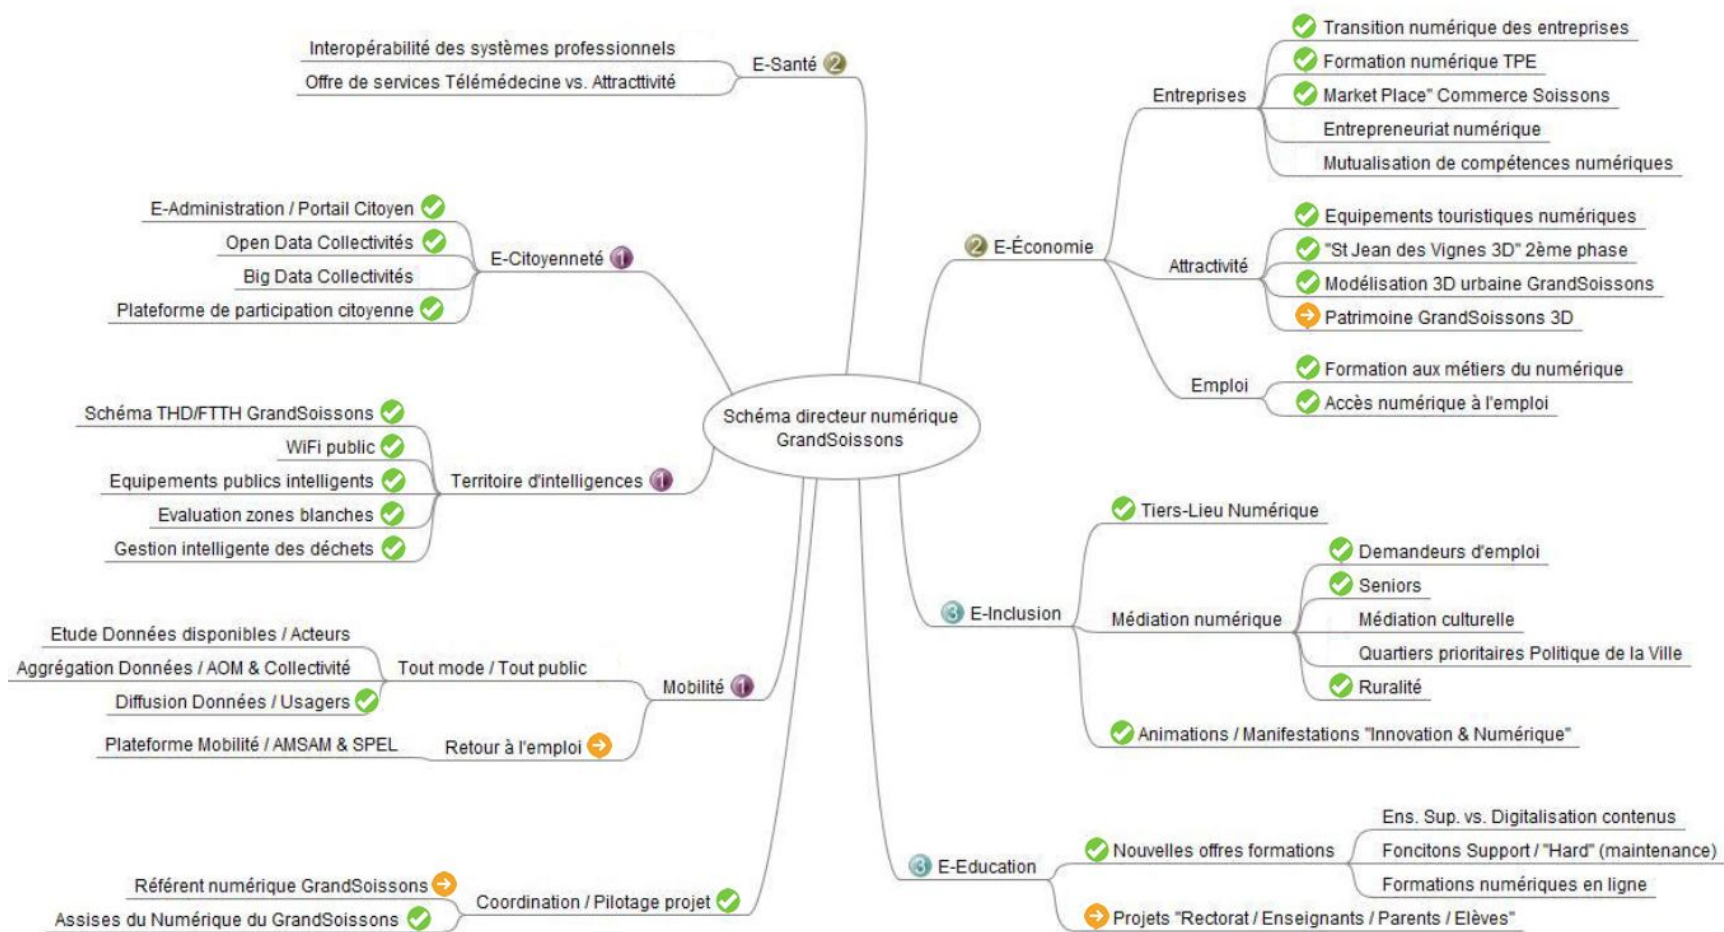 Schéma directeur numérique
GrandSoissons
E-Santé 2
Interopérabilité des systèmes professionnels
Offre de services Télémédecine vs. Attracttivité
E-Citoyenneté 1
E-Administration / Portail Citoyen
Open Data Collectivités
Big Data Collectivités
Plateforme de participation citoyenne
Territoire d'intelligences 1
Schéma THD/FTTH GrandSoissons
WiFi public
Equipements publics intelligents
Evaluation zones blanches
Gestion intelligente des déchets
Mobilité 1
Tout mode / Tout public
Etude Données disponibles / Acteurs
Aggrégation Données / AOM & Collectivité
Diffusion Données / Usagers
Retour à l'emploi
Plateforme Mobilité / AMSAM & SPEL
Coordination / Pilotage projet
Référent numérique GrandSoissons
Assises du Numérique du GrandSoissons
2 E-Économie
Entreprises
Transition numérique des entreprises
Formation numérique TPE
Market Place" Commerce Soissons
Entrepreneuriat numérique
Mutualisation de compétences numériques
Attractivité
Equipements touristiques numériques
"St Jean des Vignes 3D" 2ème phase
Modélisation 3D urbaine GrandSoissons
Patrimoine GrandSoissons 3D
Emploi
Formation aux métiers du numérique
Accès numérique à l'emploi
3 E-Inclusion
Tiers-Lieu Numérique
Médiation numérique
Demandeurs d'emploi
Seniors
Médiation culturelle
Quartiers prioritaires Politique de la Ville
Ruralité
Animations / Manifestations "Innovation & Numérique"
3 E-Education
Nouvelles offres formations
Ens. Sup. vs. Digitalisation contenus
Foncitons Support / "Hard" (maintenance)
Formations numériques en ligne
Projets "Rectorat / Enseignants / Parents / Elèves"